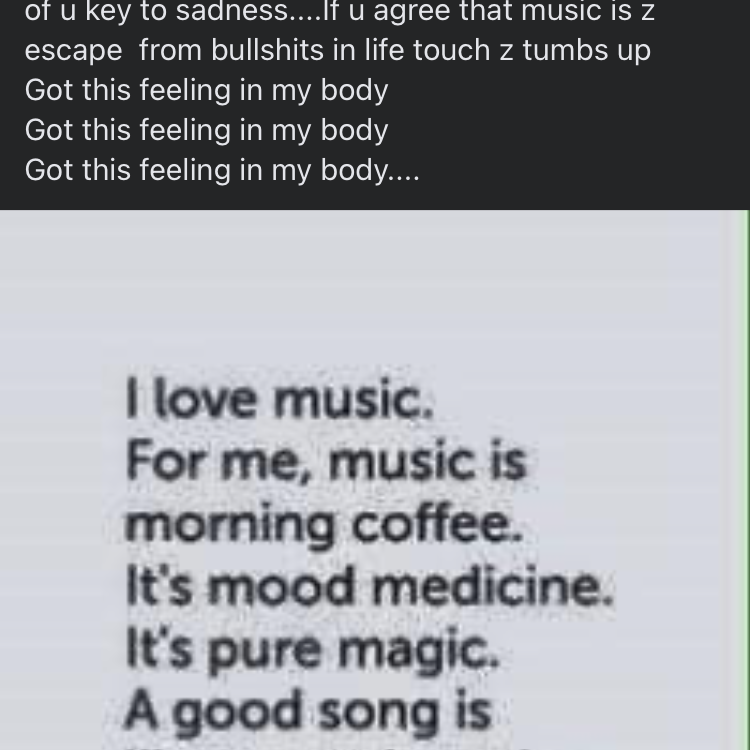 of u key to sadness....If u agree that music is z
escape  from bullshits in life touch z tumbs up
Got this feeling in my body
Got this feeling in my body
Got this feeling in my body....
I love music.
For me, music is
morning coffee.
It's mood medicine.
It's pure magic.
A good song is